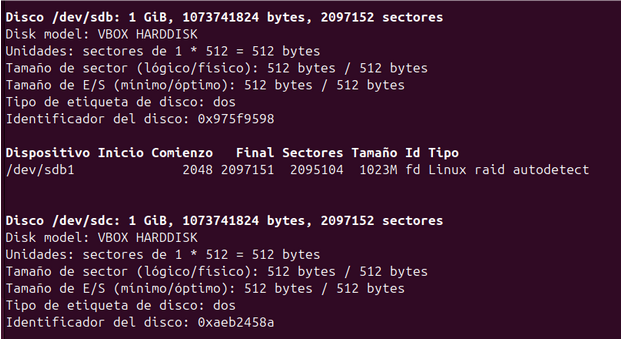 Disco /dev/sdb: 1 GiB, 1073741824 bytes, 2097152 sectores
Disk model: VBOX HARDDISK
Unidades: sectores de 1 * 512 = 512 bytes
Tamaño de sector (lógico/físico): 512 bytes / 512 bytes
Tamaño de E/S (mínimo/óptimo): 512 bytes / 512 bytes
Tipo de etiqueta de disco: dos
Identificador del disco: 0x975f9598
Dispositivo Inicio Comienzo Final Sectores Tamaño Id Tipo
/dev/sdb1 2048 2097151 2095104 1023M fd Linux raid autodetect
Disco /dev/sdc: 1 GiB, 1073741824 bytes, 2097152 sectores
Disk model: VBOX HARDDISK
Unidades: sectores de 1 * 512 = 512 bytes
Tamaño de sector (lógico/físico): 512 bytes / 512 bytes
Tamaño de E/S (mínimo/óptimo): 512 bytes / 512 bytes
Tipo de etiqueta de disco: dos
Identificador del disco: 0xaeb2458a